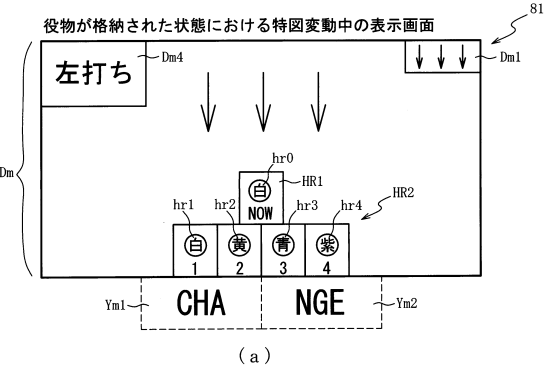 役物が格納された状態における特図変動中の表示画面
81
左打ち
Dm4
Dm1
Dm
hr0
白
NOW
HR1
hr1
hr2
hr3
hr4
HR2
白
黄
青
紫
1
2
3
4
Ym1
CHA
NGE
Ym2
(a)